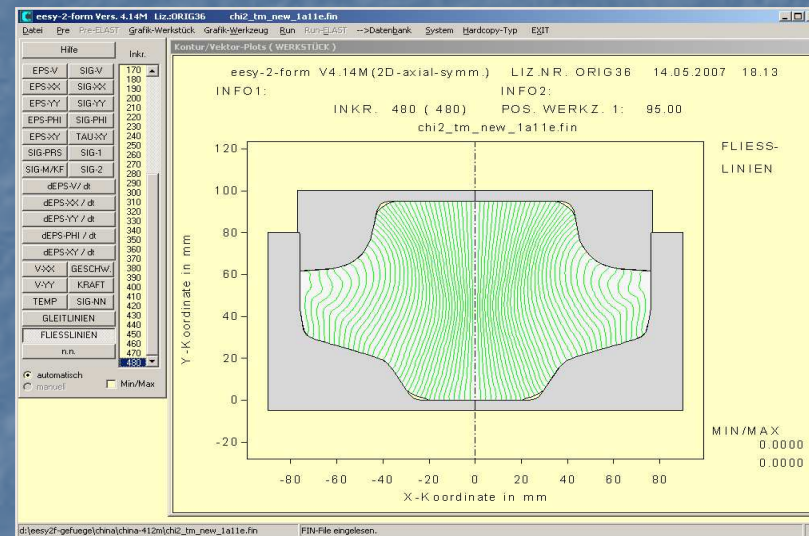 eesy-2-form Vers. 4.14M Liz.:ORIG36 chi2_tm_new_1a11e.fin
Datei Pre Pre-ELAST Grafik-Werkstück Grafik-Werkzeug Run Run-ELAST -->Datenbank System Hardcopy-Typ EXIT
Hilfe
Inkr.
EPS-V SIG-V
EPS-XX SIG-XX
EPS-YY SIG-YY
EPS-PHI SIG-PHI
EPS-XY TAU-XY
SIG-PRS SIG-1
SIG-M/KF SIG-2
dEPS-V/ dt
dEPS-XX / dt
dEPS-YY / dt
dEPS-PHI / dt
dEPS-XY / dt
V-XX GESCHW.
V-YY KRAFT
TEMP SIG-NN
GLEITLINIEN
FLIESSLINIEN
n.n.
automatisch
manuell
Min/Max
170
180
190
200
210
220
230
240
250
260
270
280
290
300
310
320
330
340
350
360
370
380
390
400
410
420
430
440
450
460
470
480
Kontur/Vektor-Plots ( WERKSTÜCK )
eesy-2-form V4.14M(2D-axial-symm.) LIZ.NR. ORIG36 14.05.2007 18.13
INFO1: INFO2:
INKR. 480 ( 480) POS. WERKZ. 1: 95.00
chi2_tm_new_1a11e.fin
FLIESS-
LINIEN
120
100
80
60
40
20
0
-20
Y-Koordinate in mm
-80 -60 -40 -20 0 20 40 60 80
X-Koordinate in mm
MIN/MAX
0.0000
0.0000
d:\eesy2f-gefuege\china\china-412m\chi2_tm_new_1a11e.fin FIN-File eingelesen.